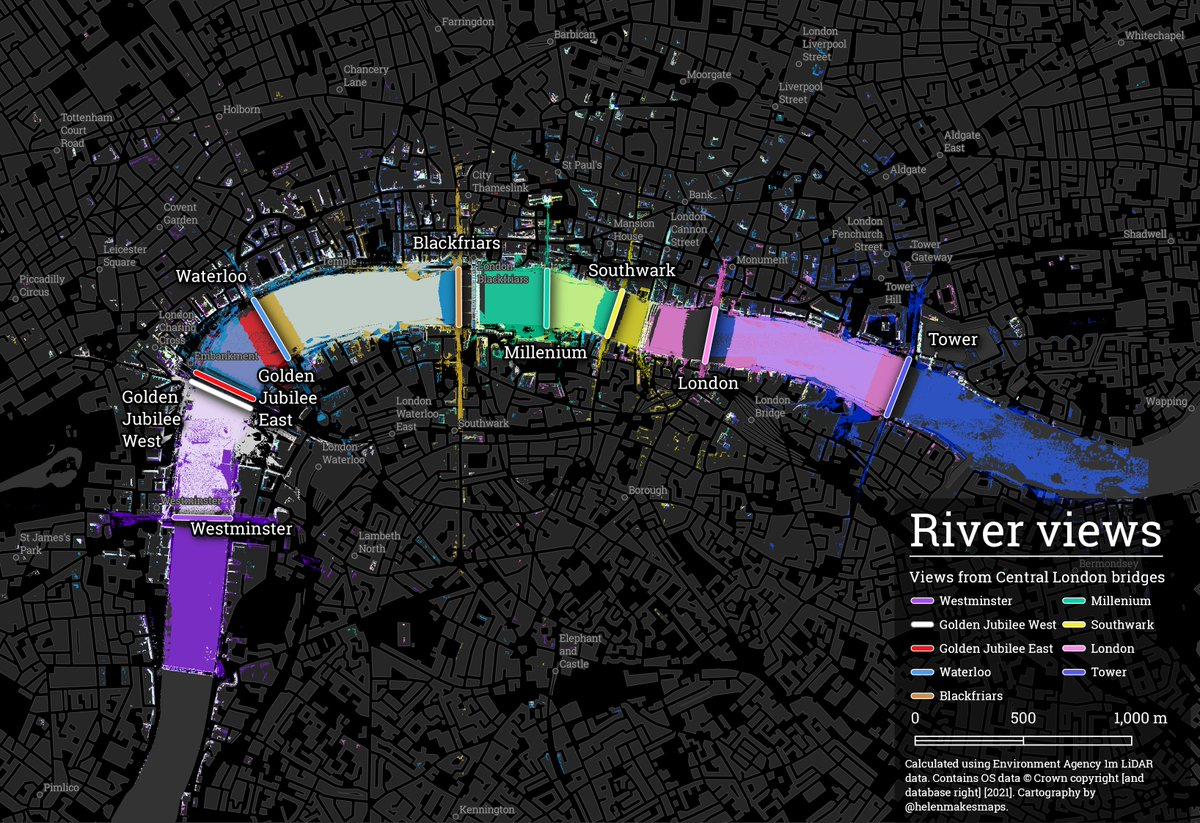 Farringdon
Barbican
London
Liverpool
Street
Whitechapel
Chancery
Lane
Moorgate
Liverpool
Street
Holborn
Tottenham
Court
Road
Aldgate
East
St Paul's
Aldgate
City
Thameslink
Bank
Covent
Garden
Mansion
House
London
Cannon
Street
London
Fenchurch
Street
Shadwell
Leicester
Square
Blackfriars
Tower
Gateway
Temple
Monument
Waterloo
London
Blackfriars
Southwark
Piccadilly
Circus
Tower
Hill
London
Charing
Cross
Embankment
Millenium
Tower
Golden
Jubilee
East
London
Golden
Jubilee
West
London
Waterloo
East
London
Bridge
Wapping
Southwark
London
Waterloo
Borough
Westminster
Westminster
St James's
Park
Lambeth
North
River views
Bermondsey
Views from Central London bridges
Westminster
Golden Jubilee West
Golden Jubilee East
Waterloo
Blackfriars
Millenium
Southwark
London
Tower
Elephant
and
Castle
0 500 1,000 m
Calculated using Environment Agency 1m LiDAR
data. Contains OS data © Crown copyright [and
database right] [2021]. Cartography by
@helenmakesmaps.
Pimlico
Kennington